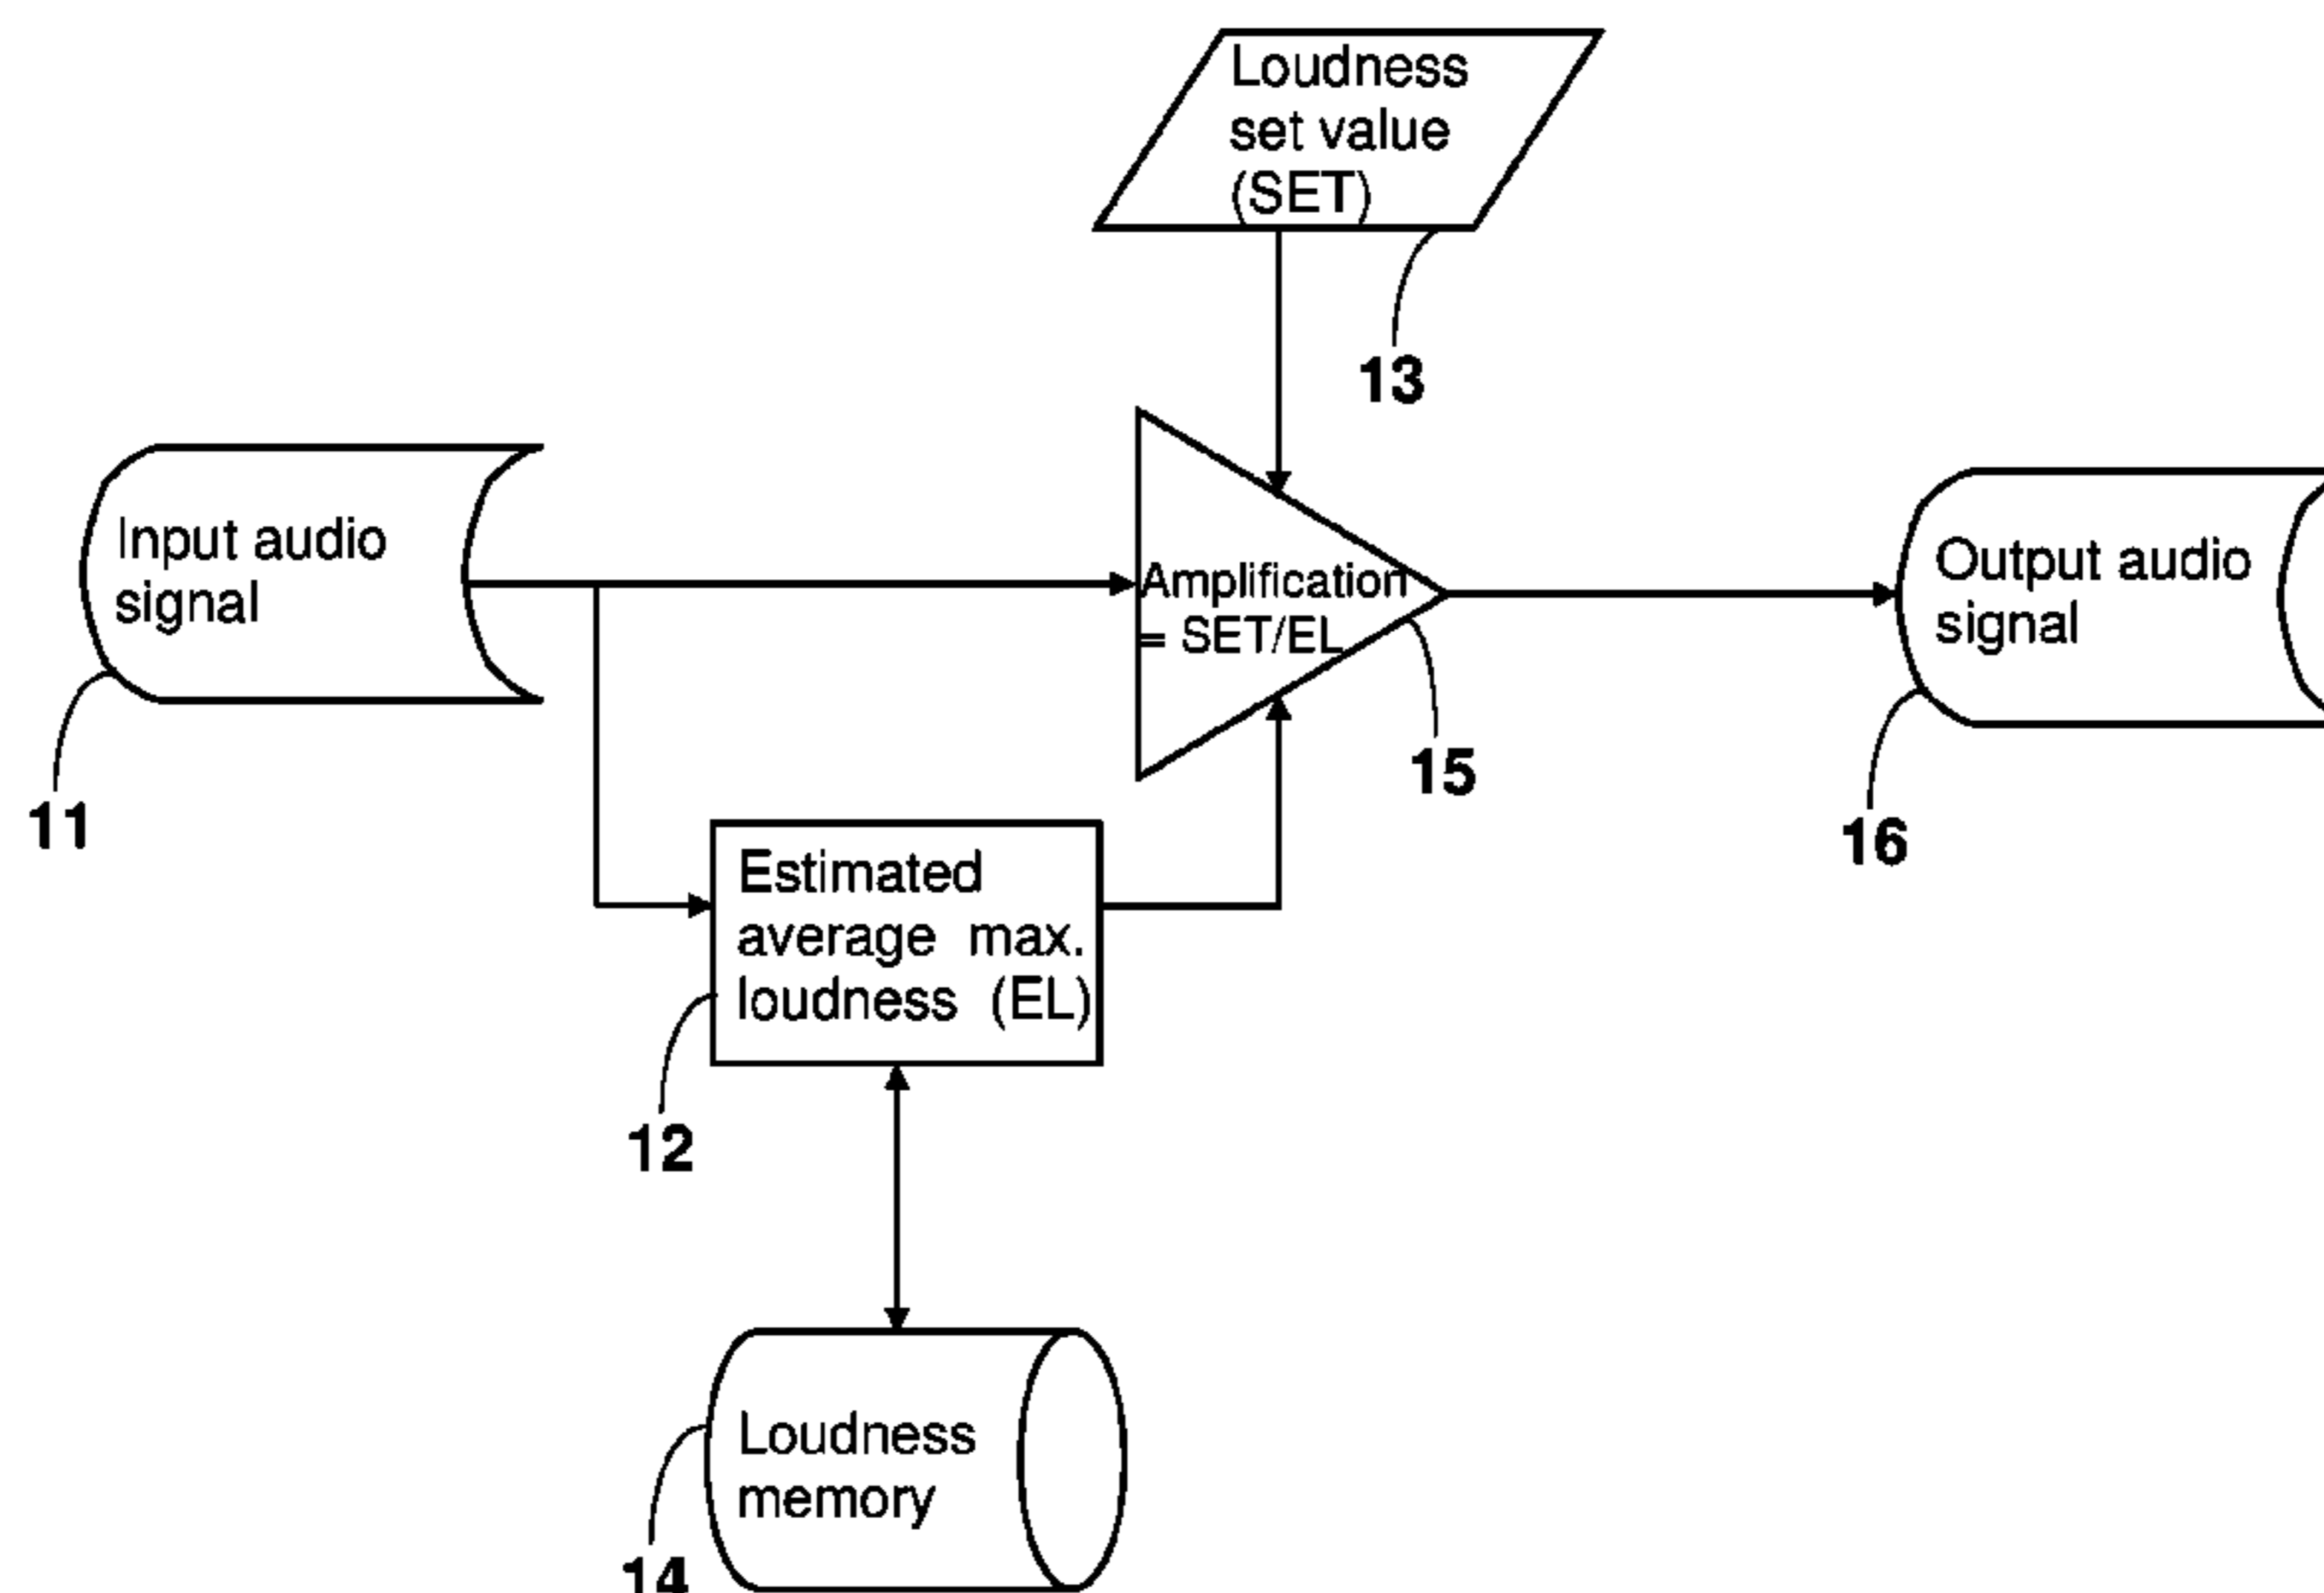 Loudness
set value
(SET)
13
Input audio
signal
11
Amplification
= SET/EL
15
Output audio
signal
16
Estimated
average max.
loudness (EL)
12
Loudness
memory
14